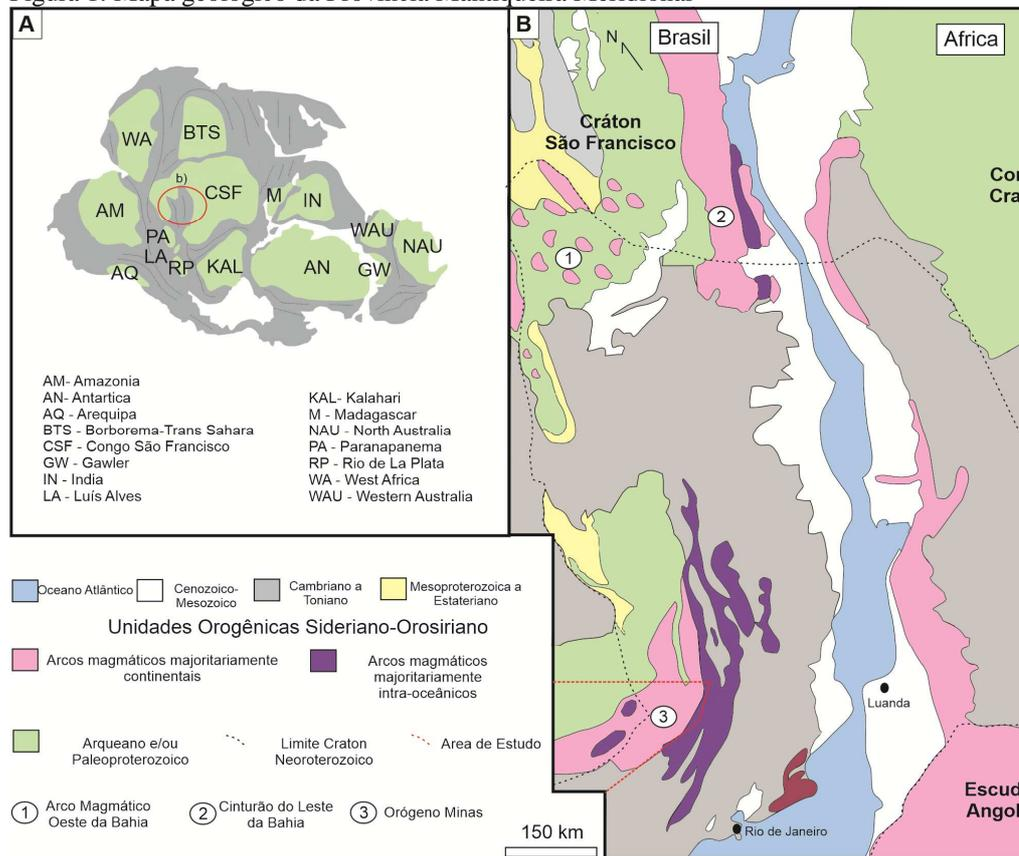 A
WA
BTS
b)
CSF
M
IN
AM
PA
LA
RP
AQ
KAL
AN
WAU
NAU
GW
AM- Amazonia
AN- Antartica
AQ - Arequipa
BTS - Borborema-Trans Sahara
CSF - Congo São Francisco
GW - Gawler
IN - India
LA - Luís Alves
KAL- Kalahari
M - Madagascar
NAU - North Australia
PA - Paranapanema
RP - Rio de La Plata
WA - West Africa
WAU - Western Australia
B
N
Brasil
Africa
Cráton
São Francisco
1
2
3
Luanda
Rio de Janeiro
150 km
Oceano Atlântico
Cenozoico-
Mesozoico
Cambriano a
Toniano
Mesoproterozoica a
Estateriano
Unidades Orogênicas Sideriano-Orosiriano
Arcos magmáticos majoritariamente
continentais
Arcos magmáticos
majoritariamente
intra-oceânicos
Arqueano e/ou
Paleoproterozoico
Limite Craton
Neoroterozoico
Area de Estudo
1 Arco Magmático
Oeste da Bahia
2 Cinturão do Leste
da Bahia
3 Orógeno Minas